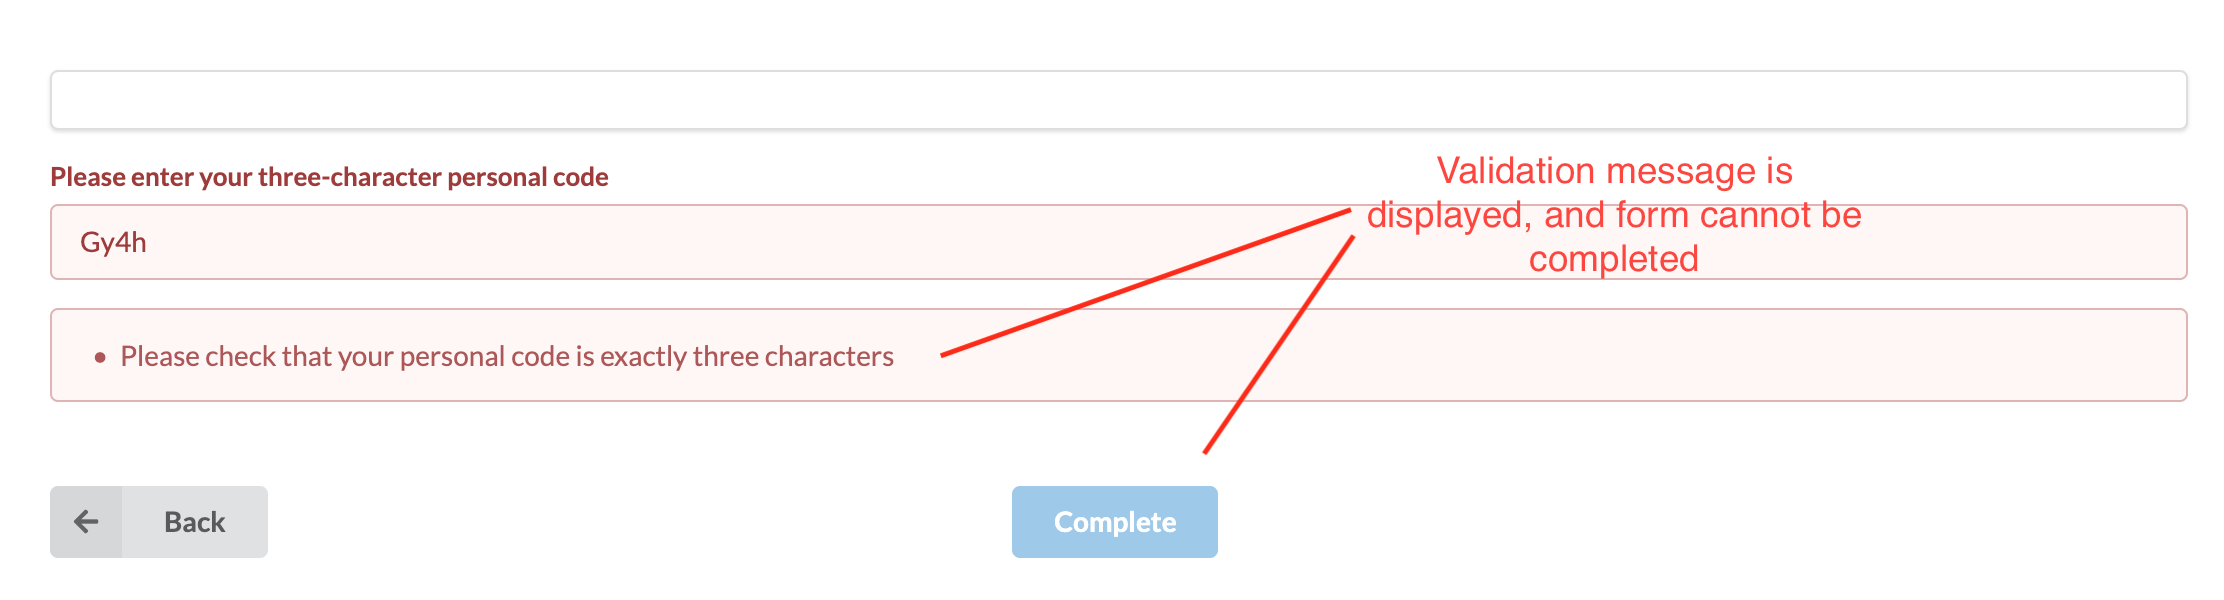 Please enter your three-character personal code
Validation message is
displayed, and form cannot be
completed
Gy4h
Please check that your personal code is exactly three characters
Back
Complete